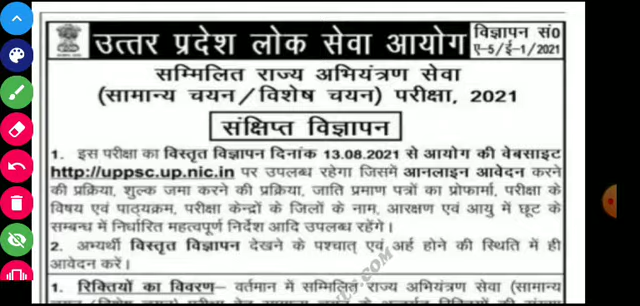 उत्तर प्रदेश लोक सेवा आयोग
विज्ञापन सं0
ए-5/ई-1/2021
सम्मिलित राज्य अभियंत्रण सेवा
(सामान्य चयन/विशेष चयन) परीक्षा, 2021
संक्षिप्त विज्ञापन
1. इस परीक्षा का विस्तृत विज्ञापन दिनांक 13.08.2021 से आयोग की वेबसाइट
http://uppsc.up.nic.in पर उपलब्ध रहेगा जिसमें आनलाइन आवेदन करने
की प्रक्रिया, शुल्क जमा करने की प्रक्रिया, जाति प्रमाण पत्रों का प्रोफार्मा, परीक्षा के
विषय एवं पाठ्यक्रम, परीक्षा केन्द्रों के जिलों के नाम, आरक्षण एवं आयु में छूट के
सम्बन्ध में निर्धारित महत्वपूर्ण निर्देश आदि उपलब्ध रहेंगे।
2. अभ्यर्थी विस्तृत विज्ञापन देखने के पश्चात् एवं अर्ह होने की स्थिति में ही
आवेदन करें।
1. रिक्तियों का विवरण– वर्तमान में सम्मिलित राज्य अभियंत्रण सेवा (सामान्य